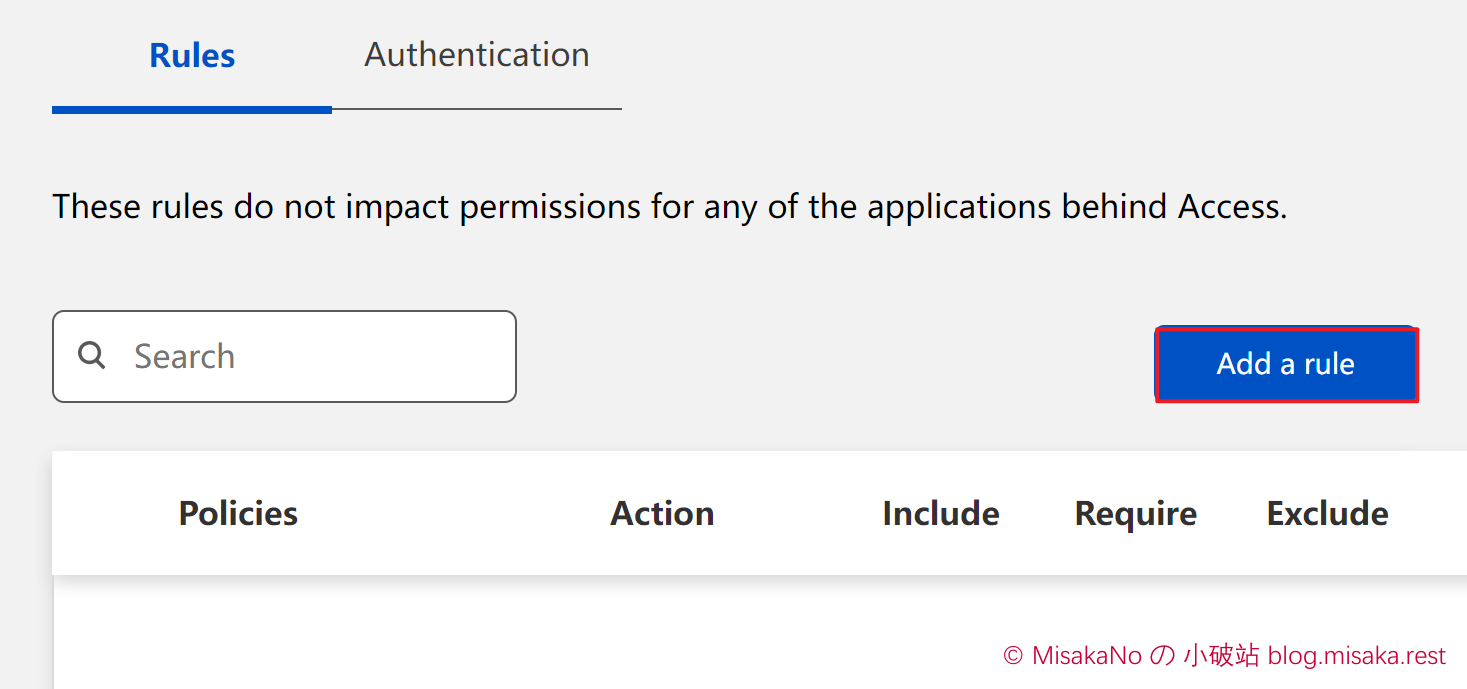 Rules
Authentication
These rules do not impact permissions for any of the applications behind Access.
Search
Add a rule
Policies Action Include Require Exclude
© MisakaNo の 小破站 blog.misaka.rest